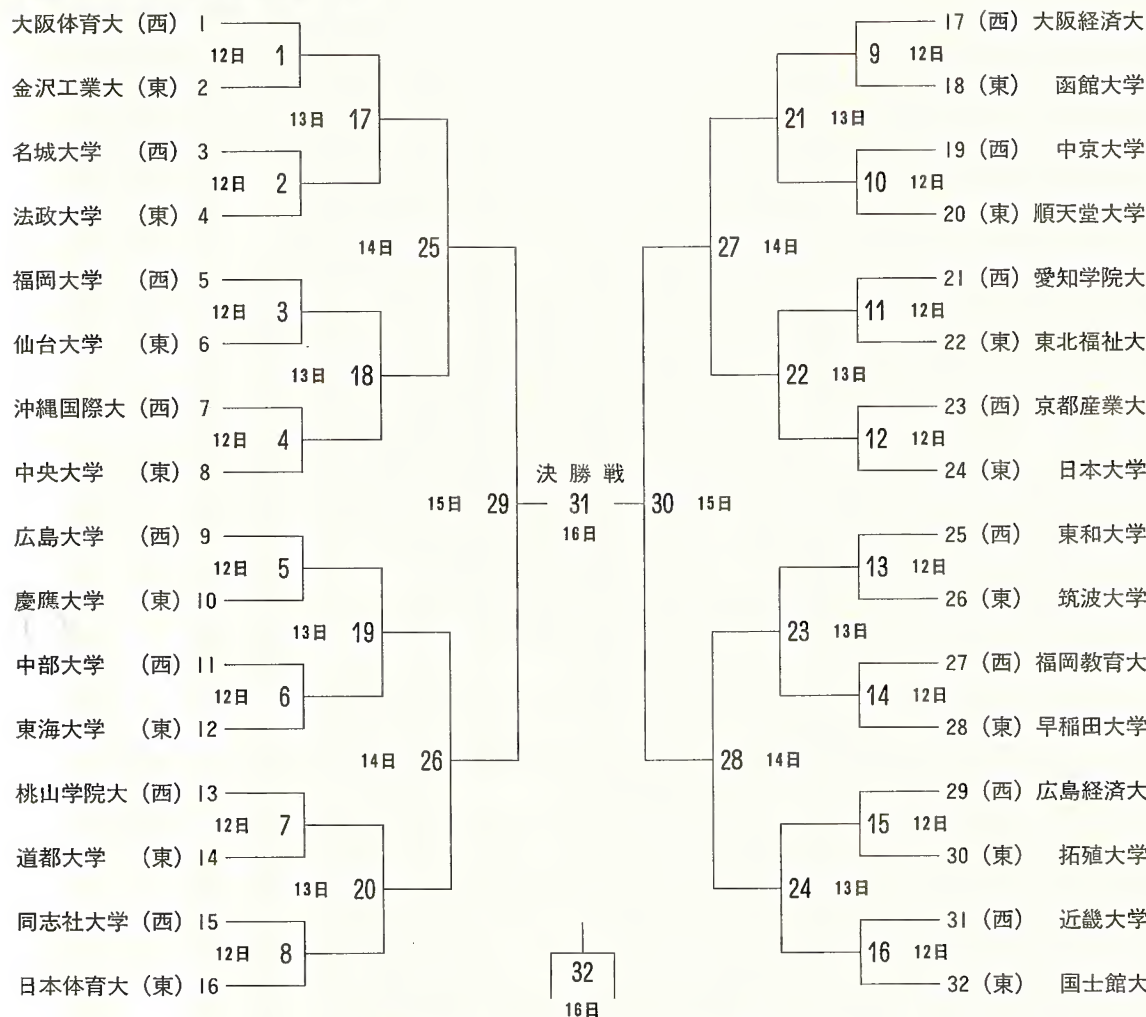 大阪体育大 (西) 1
12日 1
金沢工業大 (東) 2
13日 17
名城大学 (西) 3
12日 2
法政大学 (東) 4
14日 25
福岡大学 (西) 5
12日 3
仙台大学 (東) 6
13日 18
沖縄国際大 (西) 7
12日 4
中央大学 (東) 8
15日 29
広島大学 (西) 9
12日 5
慶應大学 (東) 10
13日 19
中部大学 (西) 11
12日 6
東海大学 (東) 12
14日 26
桃山学院大 (西) 13
12日 7
道都大学 (東) 14
13日 20
同志社大学 (西) 15
12日 8
日本体育大 (東) 16
決勝戦
31
16日
32
16日
17 (西) 大阪経済大
9 12日
18 (東) 函館大学
21 13日
19 (西) 中京大学
10 12日
20 (東) 順天堂大学
27 14日
21 (西) 愛知学院大
11 12日
22 (東) 東北福祉大
22 13日
23 (西) 京都産業大
12 12日
24 (東) 日本大学
30 15日
25 (西) 東和大学
13 12日
26 (東) 筑波大学
23 13日
27 (西) 福岡教育大
14 12日
28 (東) 早稲田大学
28 14日
29 (西) 広島経済大
15 12日
30 (東) 拓殖大学
24 13日
31 (西) 近畿大学
16 12日
32 (東) 国士館大